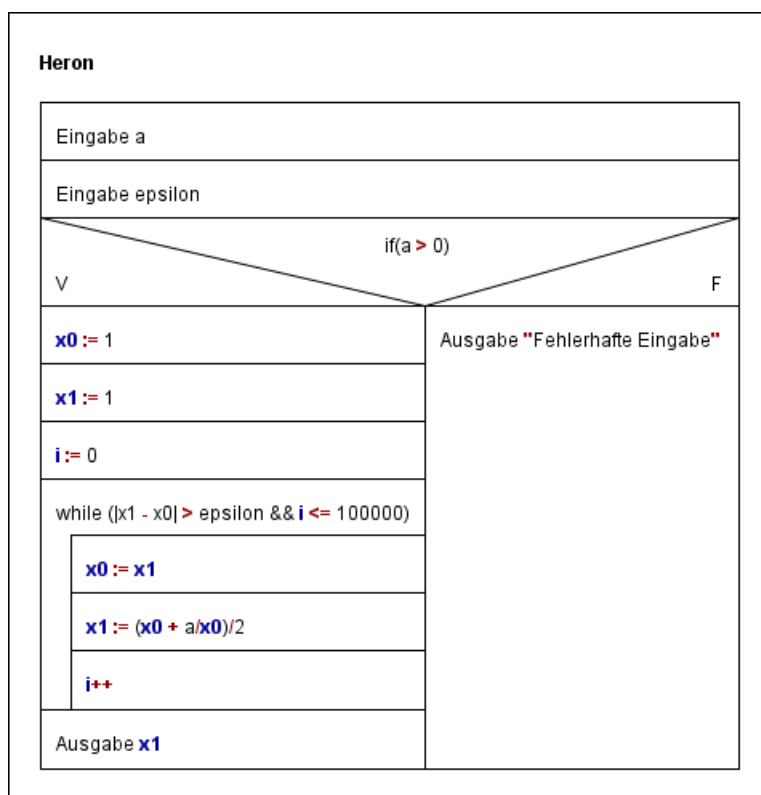 Heron
Eingabe a
Eingabe epsilon
if(a > 0)
V
F
x0 := 1
Ausgabe "Fehlerhafte Eingabe"
x1 := 1
i := 0
while (|x1 - x0| > epsilon && i <= 100000)
x0 := x1
x1 := (x0 + a/x0)/2
i++
Ausgabe x1